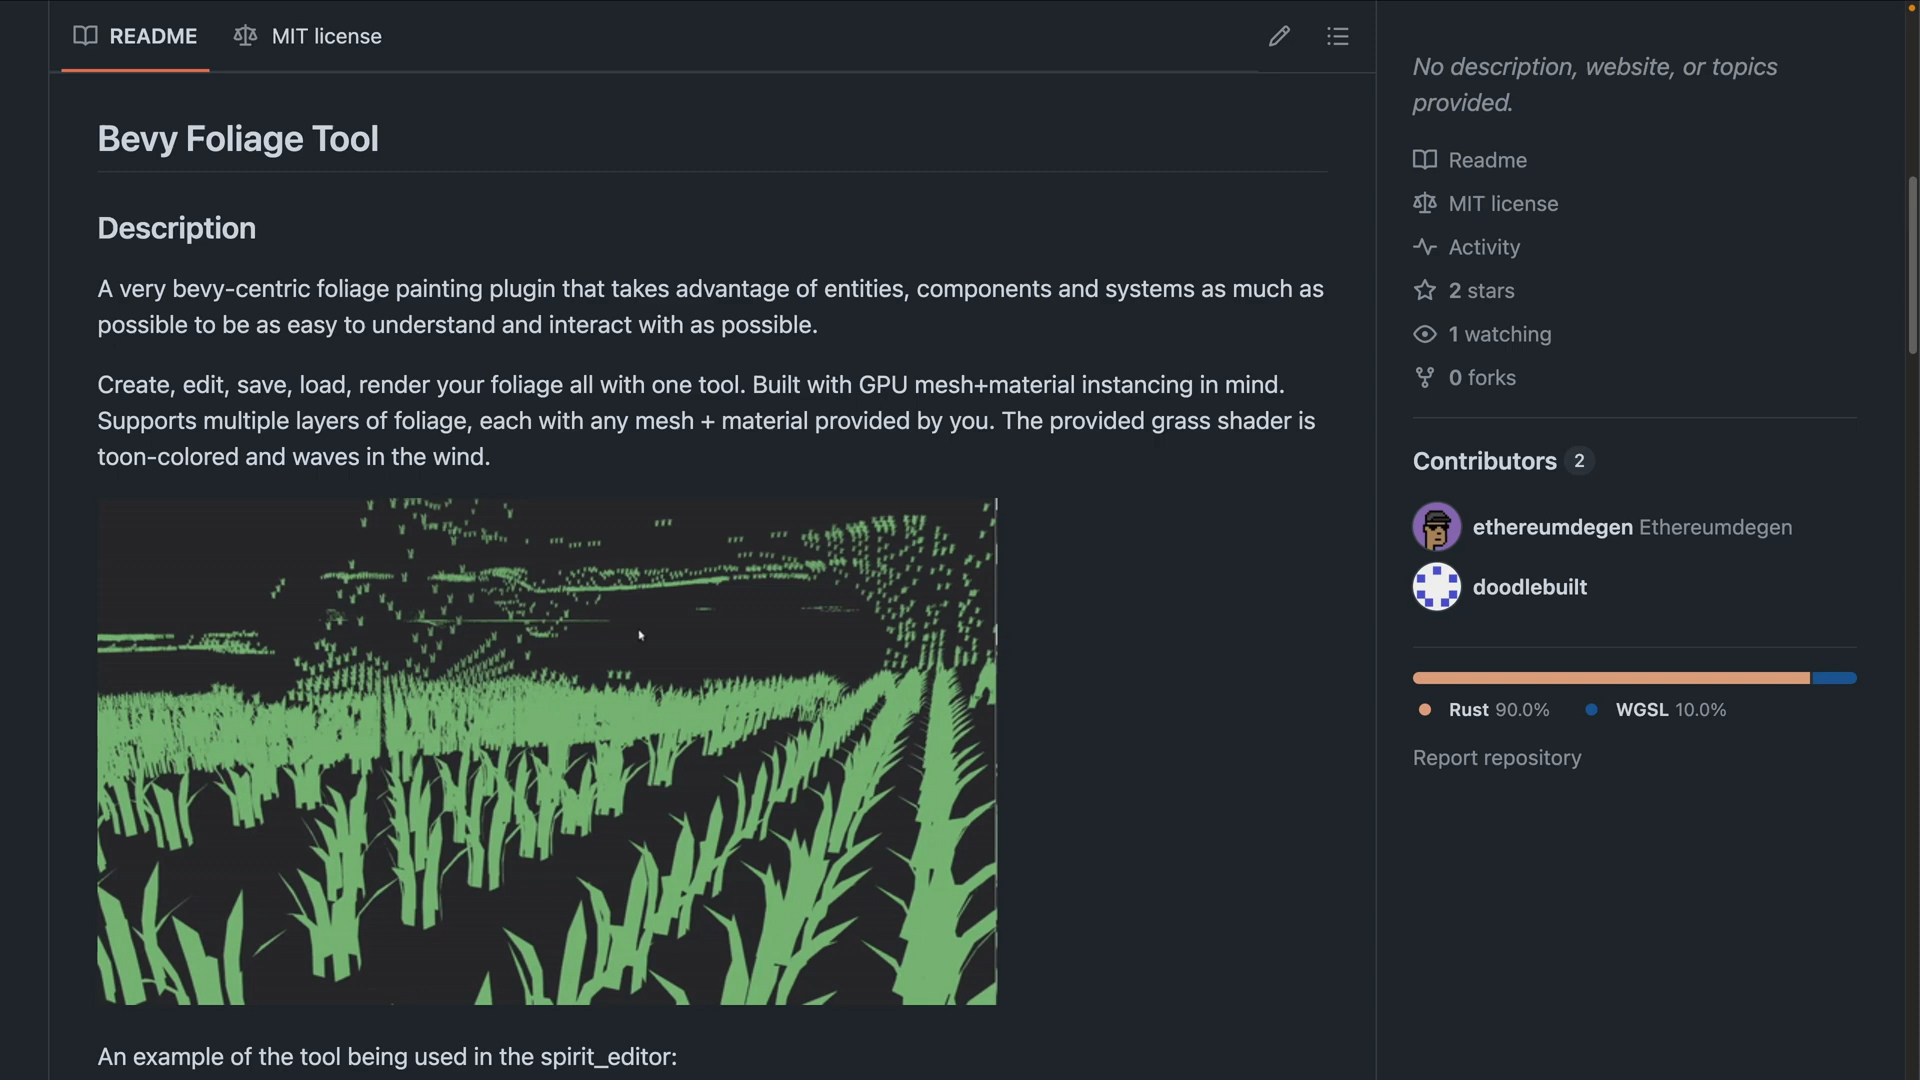 README
MIT license
Bevy Foliage Tool
Description
A very bevy-centric foliage painting plugin that takes advantage of entities, components and systems as much as
possible to be as easy to understand and interact with as possible.
Create, edit, save, load, render your foliage all with one tool. Built with GPU mesh+material instancing in mind.
Supports multiple layers of foliage, each with any mesh + material provided by you. The provided grass shader is
toon-colored and waves in the wind.
An example of the tool being used in the spirit_editor:
No description, website, or topics
provided.
Readme
MIT license
Activity
2 stars
1 watching
0 forks
Contributors 2
ethereumdegen Ethereumdegen
doodlebuilt
Rust 90.0% WGSL 10.0%
Report repository